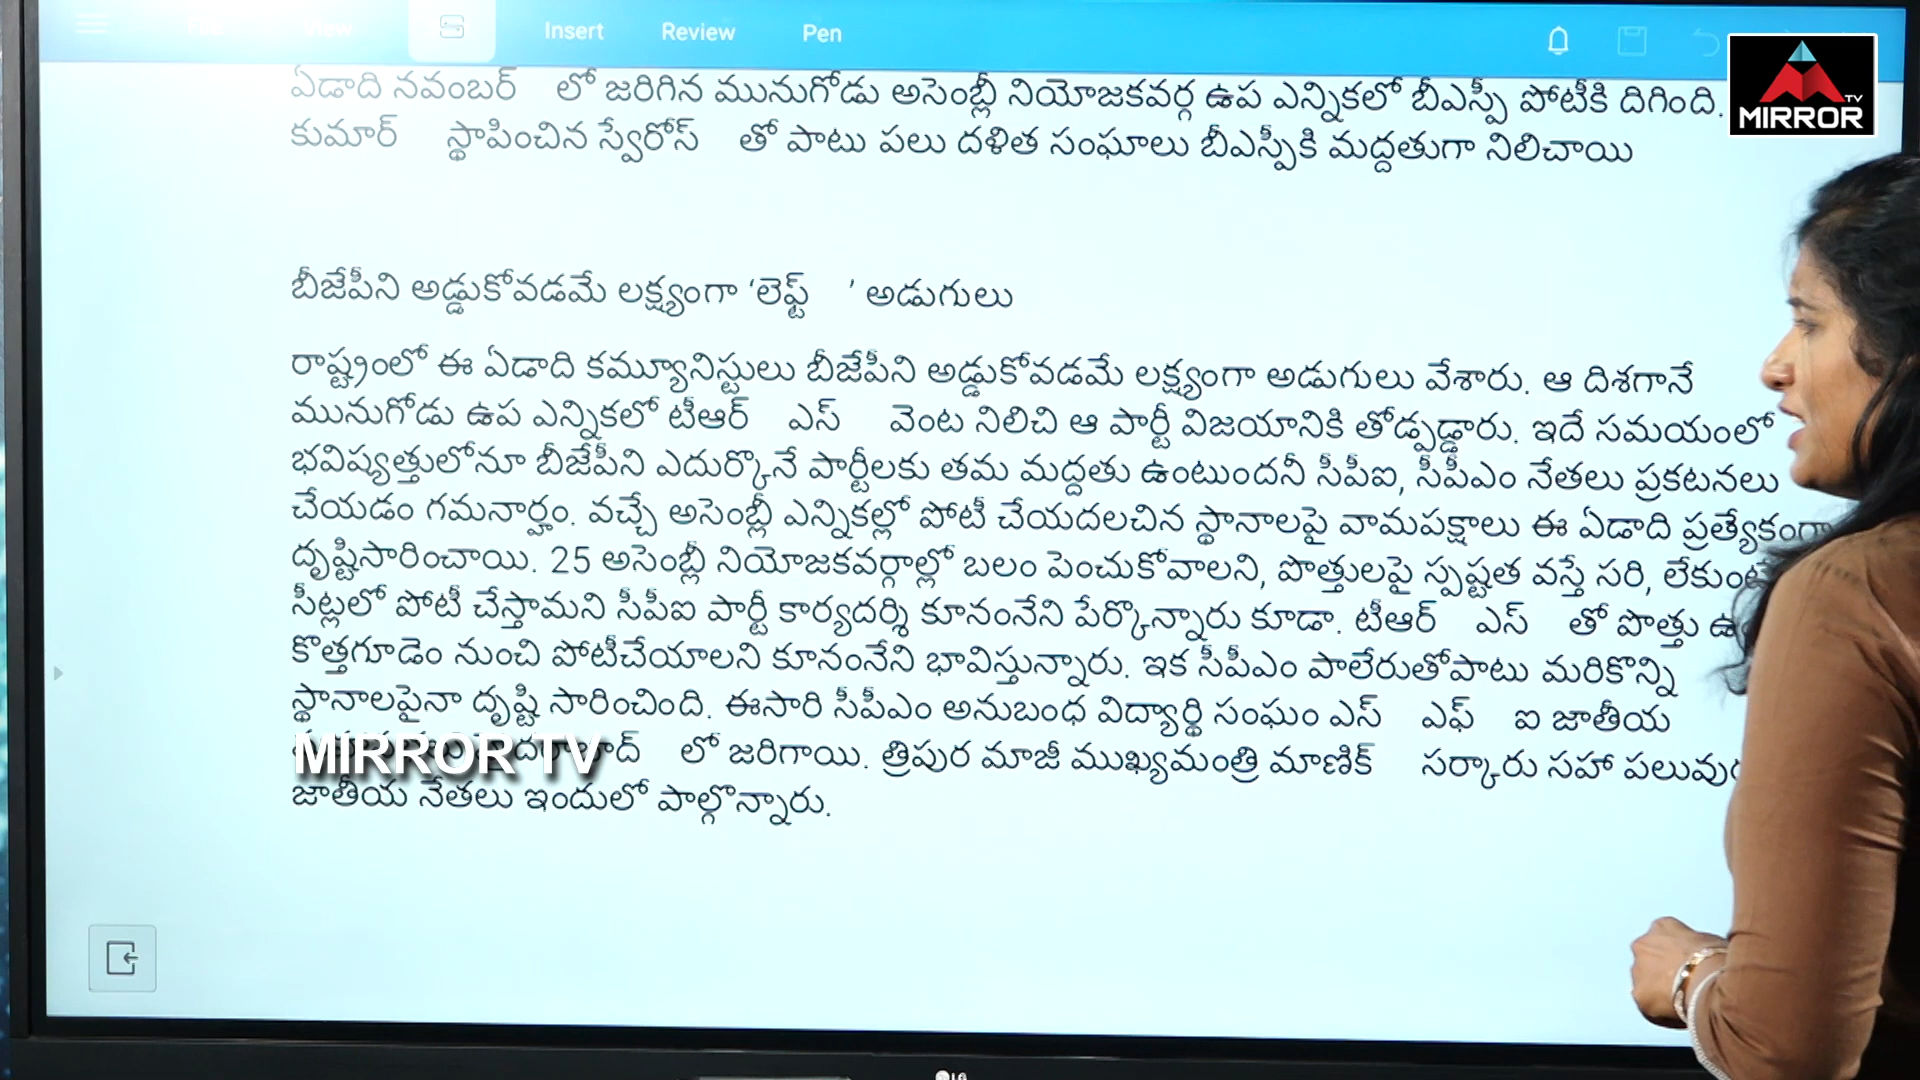 File View Insert Review Pen
MIRROR TV
ఏడాది నవంబర్ లో జరిగిన మునుగోడు అసెంబ్లీ నియోజకవర్గ ఉప ఎన్నికలో బీఎస్పీ పోటీకి దిగింది.
కుమార్ స్థాపించిన స్వేరోస్ తో పాటు పలు దళిత సంఘాలు బీఎస్పీకి మద్దతుగా నిలిచాయి
బీజేపీని అడ్డుకోవడమే లక్ష్యంగా ‘లెఫ్ట్ ’ అడుగులు
రాష్ట్రంలో ఈ ఏడాది కమ్యూనిస్టులు బీజేపీని అడ్డుకోవడమే లక్ష్యంగా అడుగులు వేశారు. ఆ దిశగానే
మునుగోడు ఉప ఎన్నికలో టీఆర్ ఎస్ వెంట నిలిచి ఆ పార్టీ విజయానికి తోడ్పడ్డారు. ఇదే సమయంలో
భవిష్యత్తులోనూ బీజేపీని ఎదుర్కొనే పార్టీలకు తమ మద్దతు ఉంటుందనీ సీపీఐ, సీపీఎం నేతలు ప్రకటనలు
చేయడం గమనార్హం. వచ్చే అసెంబ్లీ ఎన్నికల్లో పోటీ చేయదలచిన స్థానాలపై వామపక్షాలు ఈ ఏడాది ప్రత్యేకంగా
దృష్టిసారించాయి. 25 అసెంబ్లీ నియోజకవర్గాల్లో బలం పెంచుకోవాలని, పొత్తులపై స్పష్టత వస్తే సరి, లేకుంటే
సీట్లలో పోటీ చేస్తామని సీపీఐ పార్టీ కార్యదర్శి కూనంనేని పేర్కొన్నారు కూడా. టీఆర్ ఎస్ తో పొత్తు
కొత్తగూడెం నుంచి పోటీచేయాలని కూనంనేని భావిస్తున్నారు. ఇక సీపీఎం పాలేరుతోపాటు మరికొన్ని
స్థానాలపైనా దృష్టి సారించింది. ఈసారి సీపీఎం అనుబంధ విద్యార్థి సంఘం ఎస్ ఎఫ్ ఐ జాతీయ
MIRROR TV లో జరిగాయి. త్రిపుర మాజీ ముఖ్యమంత్రి మాణిక్ సర్కారు సహా పలువురు
జాతీయ నేతలు ఇందులో పాల్గొన్నారు.
LG